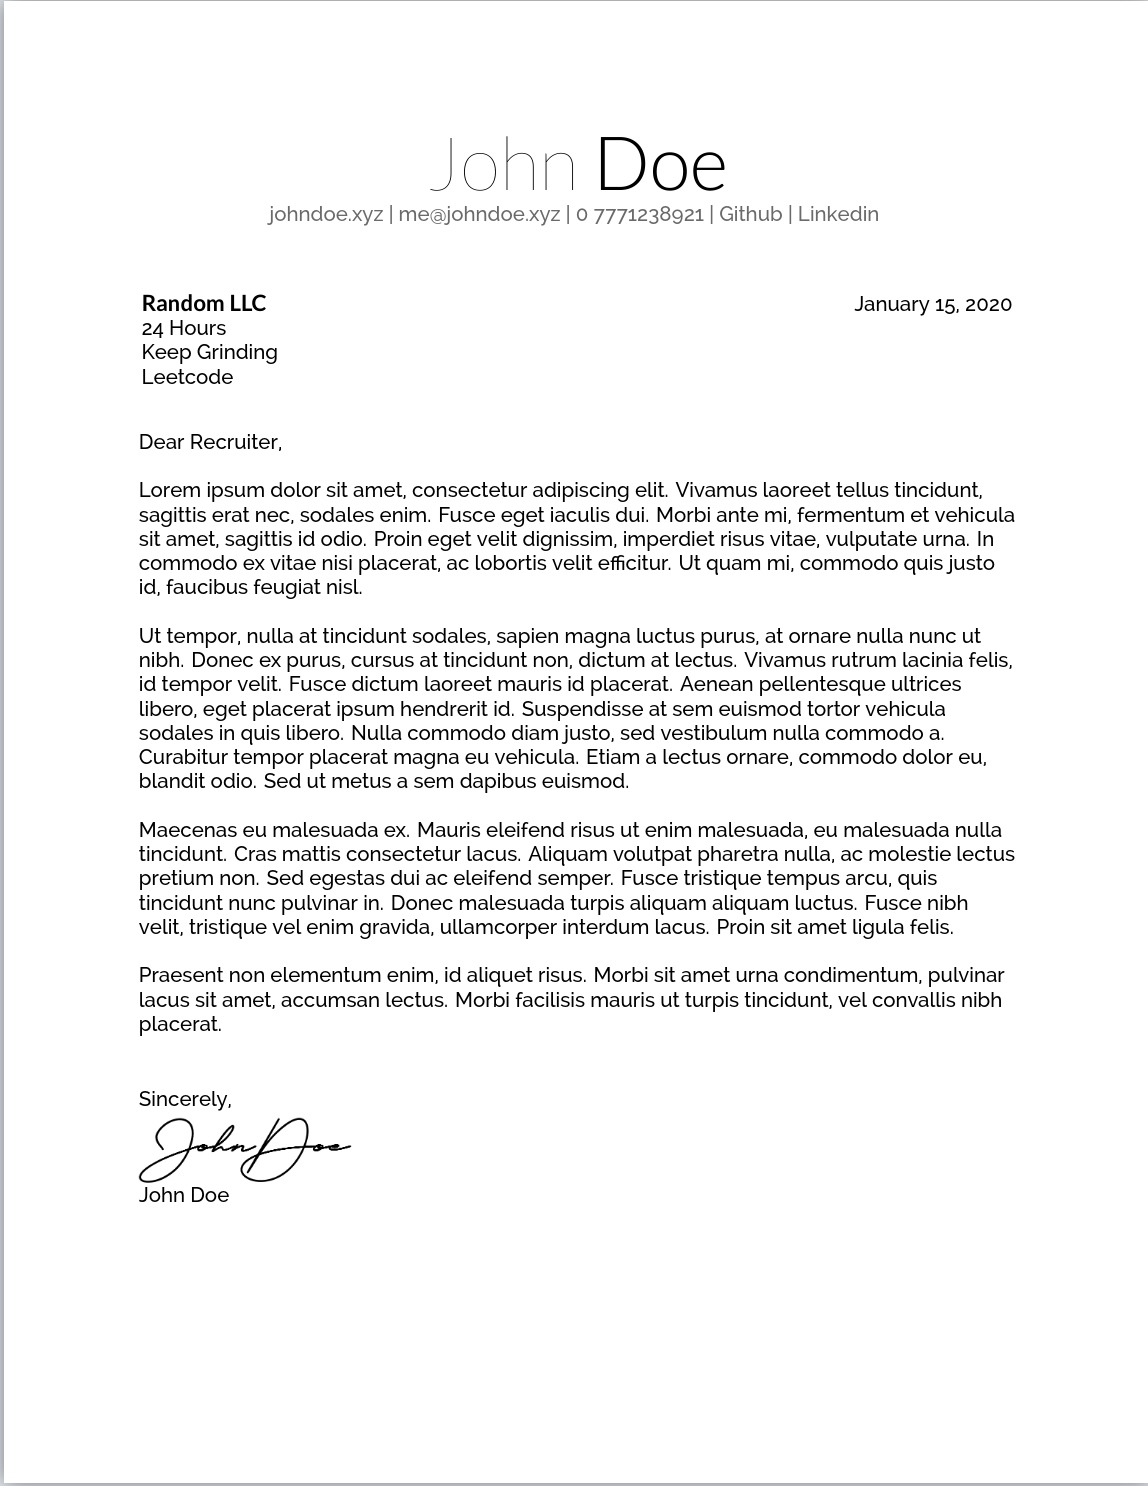 John Doe
johndoe.xyz | me@johndoe.xyz | 0 7771238921 | Github | Linkedin
Random LLC
January 15, 2020
24 Hours
Keep Grinding
Leetcode
Dear Recruiter,
Lorem ipsum dolor sit amet, consectetur adipiscing elit. Vivamus laoreet tellus tincidunt,
sagittis erat nec, sodales enim. Fusce eget iaculis dui. Morbi ante mi, fermentum et vehicula
sit amet, sagittis id odio. Proin eget velit dignissim, imperdiet risus vitae, vulputate urna. In
commodo ex vitae nisi placerat, ac lobortis velit efficitur. Ut quam mi, commodo quis justo
id, faucibus feugiat nisl.
Ut tempor, nulla at tincidunt sodales, sapien magna luctus purus, at ornare nulla nunc ut
nibh. Donec ex purus, cursus at tincidunt non, dictum at lectus. Vivamus rutrum lacinia felis,
id tempor velit. Fusce dictum laoreet mauris id placerat. Aenean pellentesque ultrices
libero, eget placerat ipsum hendrerit id. Suspendisse at sem euismod tortor vehicula
sodales in quis libero. Nulla commodo diam justo, sed vestibulum nulla commodo a.
Curabitur tempor placerat magna eu vehicula. Etiam a lectus ornare, commodo dolor eu,
blandit odio. Sed ut metus a sem dapibus euismod.
Maecenas eu malesuada ex. Mauris eleifend risus ut enim malesuada, eu malesuada nulla
tincidunt. Cras mattis consectetur lacus. Aliquam volutpat pharetra nulla, ac molestie lectus
pretium non. Sed egestas dui ac eleifend semper. Fusce tristique tempus arcu, quis
tincidunt nunc pulvinar in. Donec malesuada turpis aliquam aliquam luctus. Fusce nibh
velit, tristique vel enim gravida, ullamcorper interdum lacus. Proin sit amet ligula felis.
Praesent non elementum enim, id aliquet risus. Morbi sit amet urna condimentum, pulvinar
lacus sit amet, accumsan lectus. Morbi facilisis mauris ut turpis tincidunt, vel convallis nibh
placerat.
Sincerely,
John Doe
John Doe